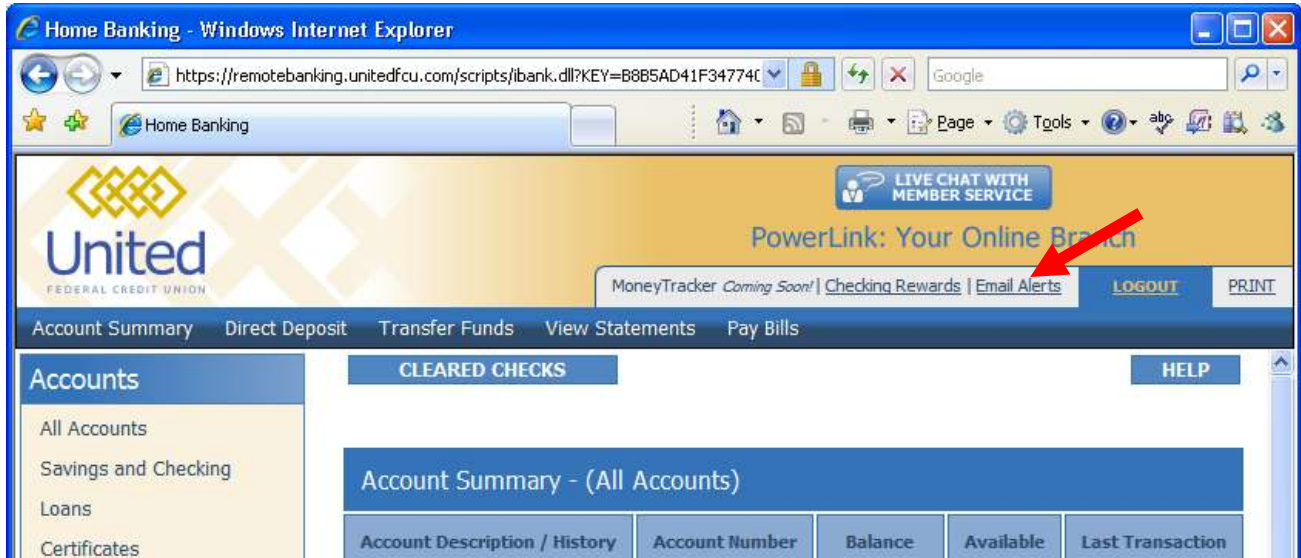 Home Banking - Windows Internet Explorer
https://remotebanking.unitedfcu.com/scripts/ibank.dll?KEY=B8B5AD41F34774
Google
Home Banking
Page
Tools
abc
LIVE CHAT WITH
MEMBER SERVICE
United
FEDERAL CREDIT UNION
PowerLink: Your Online Branch
MoneyTracker Coming Soon! | Checking Rewards | Email Alerts
LOGOUT
PRINT
Account Summary Direct Deposit Transfer Funds View Statements Pay Bills
Accounts
CLEARED CHECKS
HELP
All Accounts
Savings and Checking
Loans
Certificates
Account Summary - (All Accounts)
Account Description / History Account Number Balance Available Last Transaction